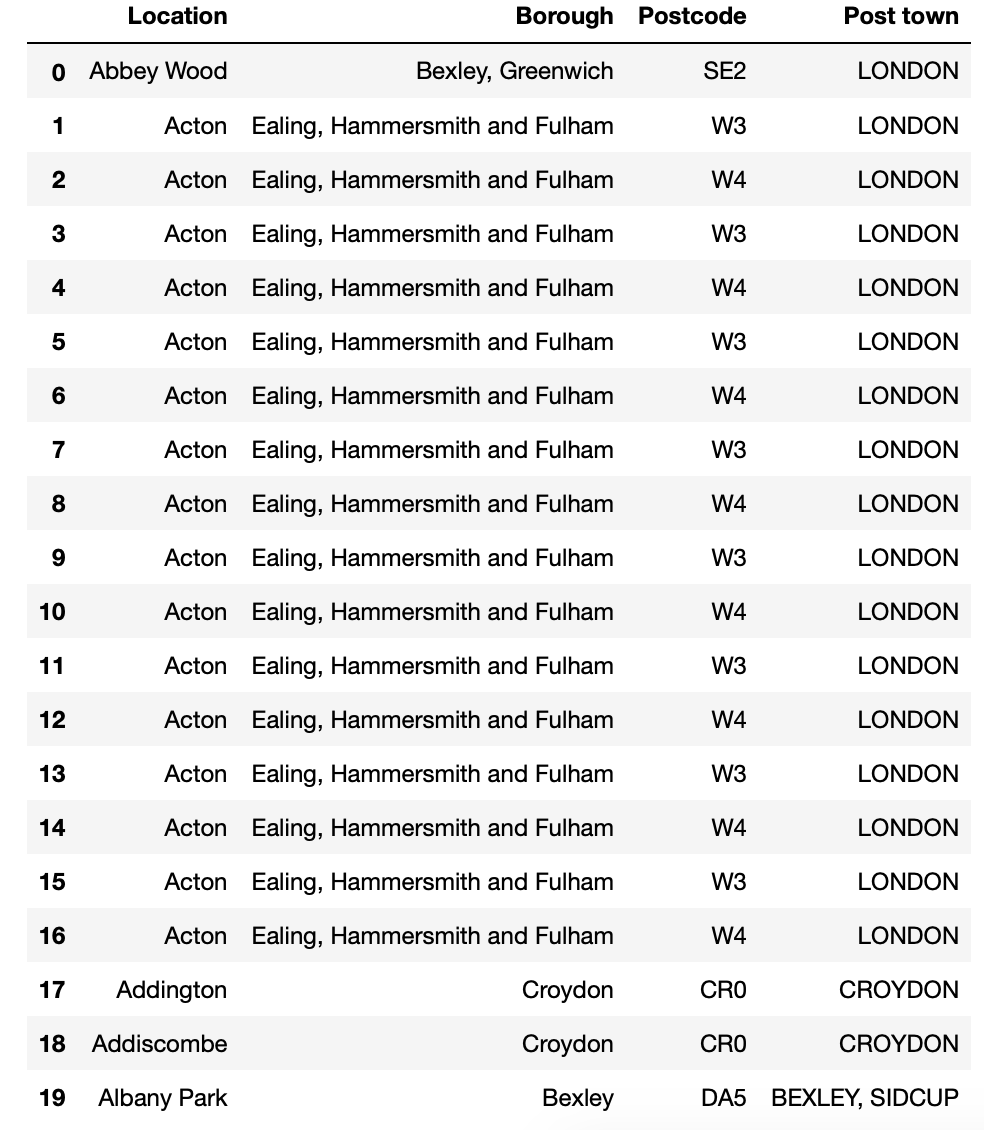 Location Borough Postcode Post town
0 Abbey Wood Bexley, Greenwich SE2 LONDON
1 Acton Ealing, Hammersmith and Fulham W3 LONDON
2 Acton Ealing, Hammersmith and Fulham W4 LONDON
3 Acton Ealing, Hammersmith and Fulham W3 LONDON
4 Acton Ealing, Hammersmith and Fulham W4 LONDON
5 Acton Ealing, Hammersmith and Fulham W3 LONDON
6 Acton Ealing, Hammersmith and Fulham W4 LONDON
7 Acton Ealing, Hammersmith and Fulham W3 LONDON
8 Acton Ealing, Hammersmith and Fulham W4 LONDON
9 Acton Ealing, Hammersmith and Fulham W3 LONDON
10 Acton Ealing, Hammersmith and Fulham W4 LONDON
11 Acton Ealing, Hammersmith and Fulham W3 LONDON
12 Acton Ealing, Hammersmith and Fulham W4 LONDON
13 Acton Ealing, Hammersmith and Fulham W3 LONDON
14 Acton Ealing, Hammersmith and Fulham W4 LONDON
15 Acton Ealing, Hammersmith and Fulham W3 LONDON
16 Acton Ealing, Hammersmith and Fulham W4 LONDON
17 Addington Croydon CR0 CROYDON
18 Addiscombe Croydon CR0 CROYDON
19 Albany Park Bexley DA5 BEXLEY, SIDCUP